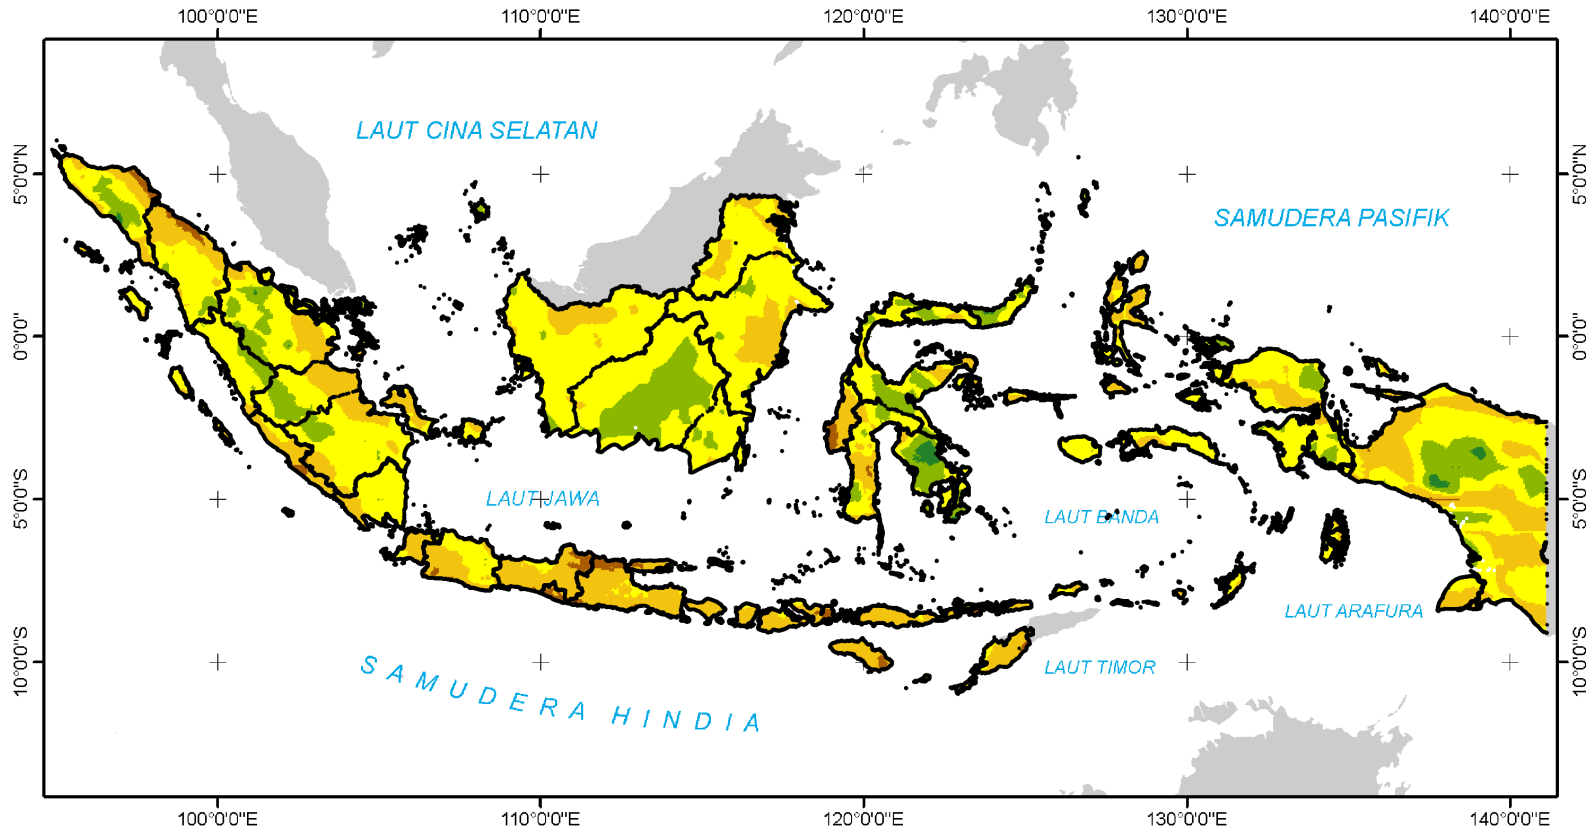 100°0'0"E 110°0'0"E 120°0'0"E 130°0'0"E 140°0'0"E
LAUT CINA SELATAN
5°0'0"N 5°0'0"N
SAMUDERA PASIFIK
0°0'0" 0°0'0"
LAUT JAWA
5°0'0"S 5°0'0"S
LAUT BANDA
LAUT ARAFURA
10°0'0"S 10°0'0"S
LAUT TIMOR
SAMUDERA HINDIA
100°0'0"E 110°0'0"E 120°0'0"E 130°0'0"E 140°0'0"E